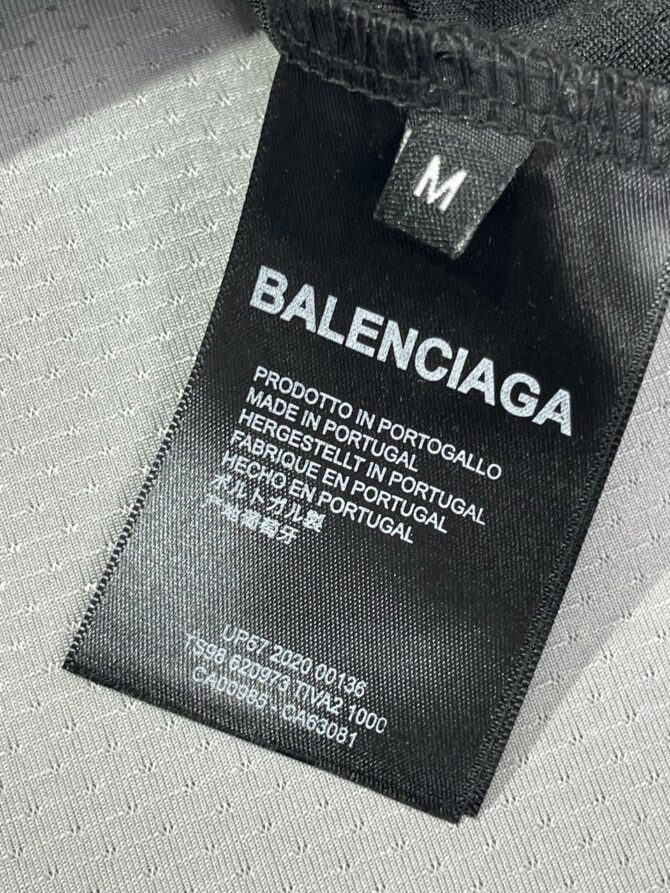 M
BALENCIAGA
PRODOTTO IN PORTOGALLO
MADE IN PORTUGAL
HERGESTELLT IN PORTUGAL
FABRIQUE EN PORTUGAL
HECHO EN PORTUGAL
ポルトガル製
产地葡萄牙
UP57 2020 00136
TS98 620973 TIVA2 1000
CA00985 - CA63081